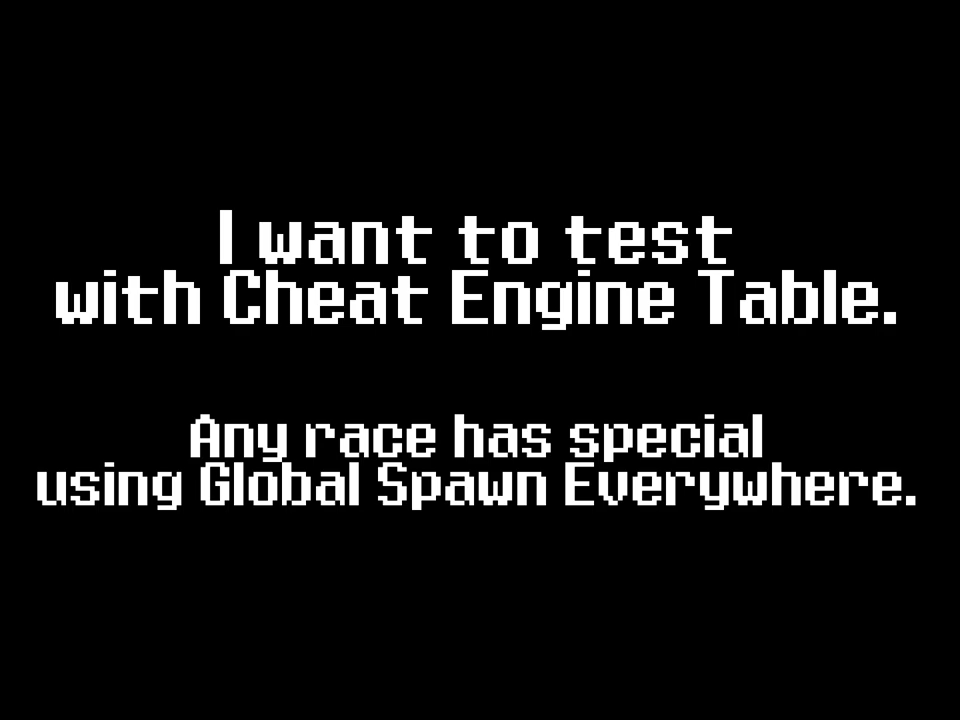 I want to test
with Cheat Engine Table.
Any race has special
using Global Spawn Everywhere.